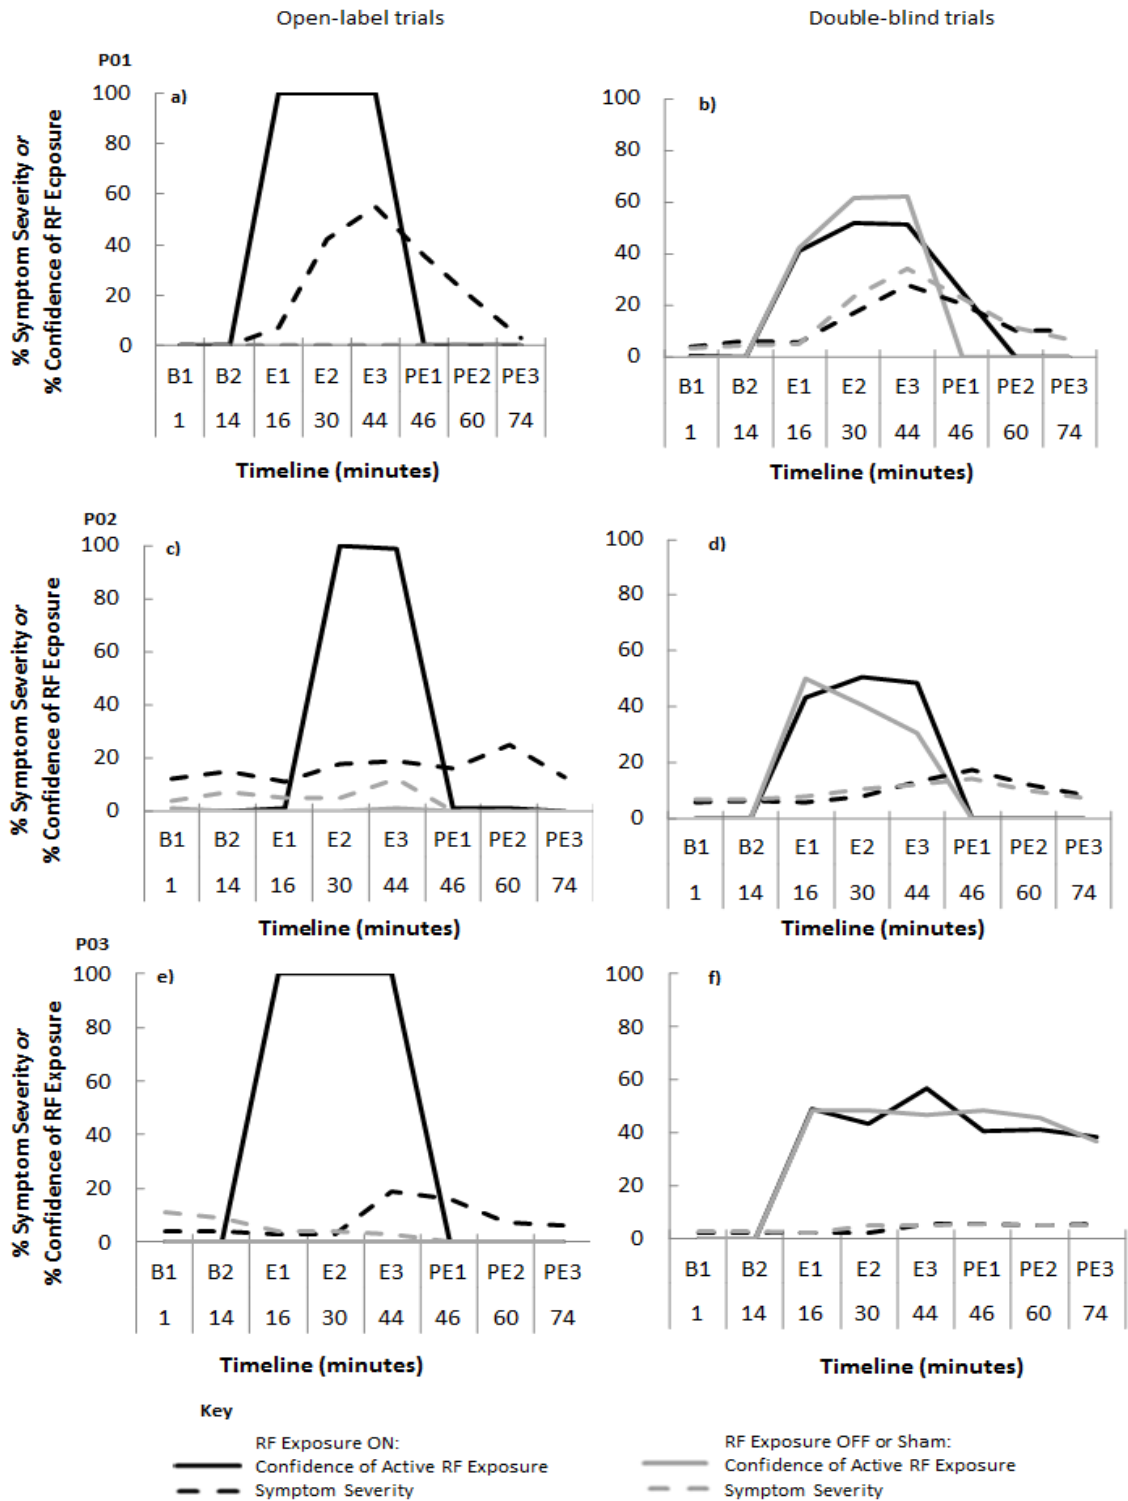 Open-label trials
Double-blind trials
P01
% Symptom Severity or
% Confidence of RF Ecposure
a)
100
80
60
40
20
0
B1 B2 E1 E2 E3 PE1 PE2 PE3
1 14 16 30 44 46 60 74
Timeline (minutes)
b)
100
80
60
40
20
0
B1 B2 E1 E2 E3 PE1 PE2 PE3
1 14 16 30 44 46 60 74
Timeline (minutes)
P02
% Symptom Severity or
% Confidence of RF Ecposure
c)
100
80
60
40
20
0
B1 B2 E1 E2 E3 PE1 PE2 PE3
1 14 16 30 44 46 60 74
Timeline (minutes)
d)
100
80
60
40
20
0
B1 B2 E1 E2 E3 PE1 PE2 PE3
1 14 16 30 44 46 60 74
Timeline (minutes)
P03
% Symptom Severity or
% Confidence of RF Exposure
e)
100
80
60
40
20
0
B1 B2 E1 E2 E3 PE1 PE2 PE3
1 14 16 30 44 46 60 74
Timeline (minutes)
f)
100
80
60
40
20
0
B1 B2 E1 E2 E3 PE1 PE2 PE3
1 14 16 30 44 46 60 74
Timeline (minutes)
Key
RF Exposure ON:
Confidence of Active RF Exposure
Symptom Severity
RF Exposure OFF or Sham:
Confidence of Active RF Exposure
Symptom Severity